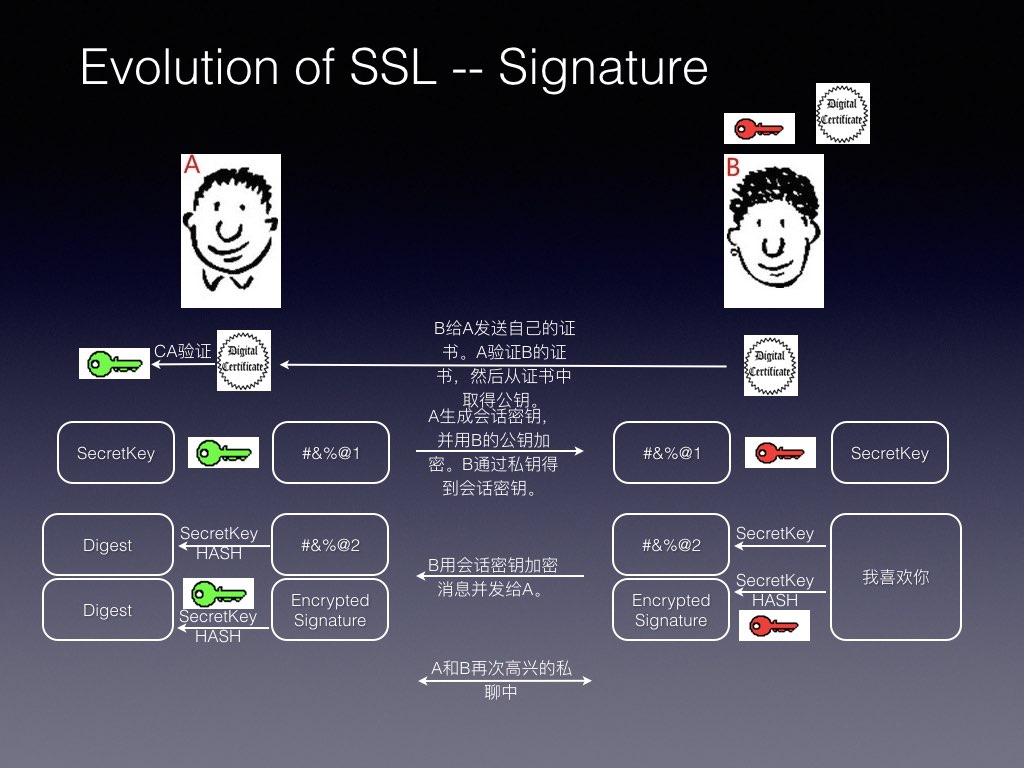 Evolution of SSL -- Signature
Digital
Certificate
A
B
B给A发送自己的证
书。A验证B的证
书，然后从证书中
取得公钥。
CA验证
Digital
Certificate
Digital
Certificate
A生成会话密钥，
并用B的公钥加
密。B通过私钥得
到会话密钥。
SecretKey
#&%@1
#&%@1
SecretKey
Digest
SecretKey
HASH
#&%@2
B用会话密钥加密
消息并发给A。
#&%@2
SecretKey
我喜欢你
Digest
SecretKey
HASH
Encrypted
Signature
Encrypted
Signature
SecretKey
HASH
A和B再次高兴的私
聊中